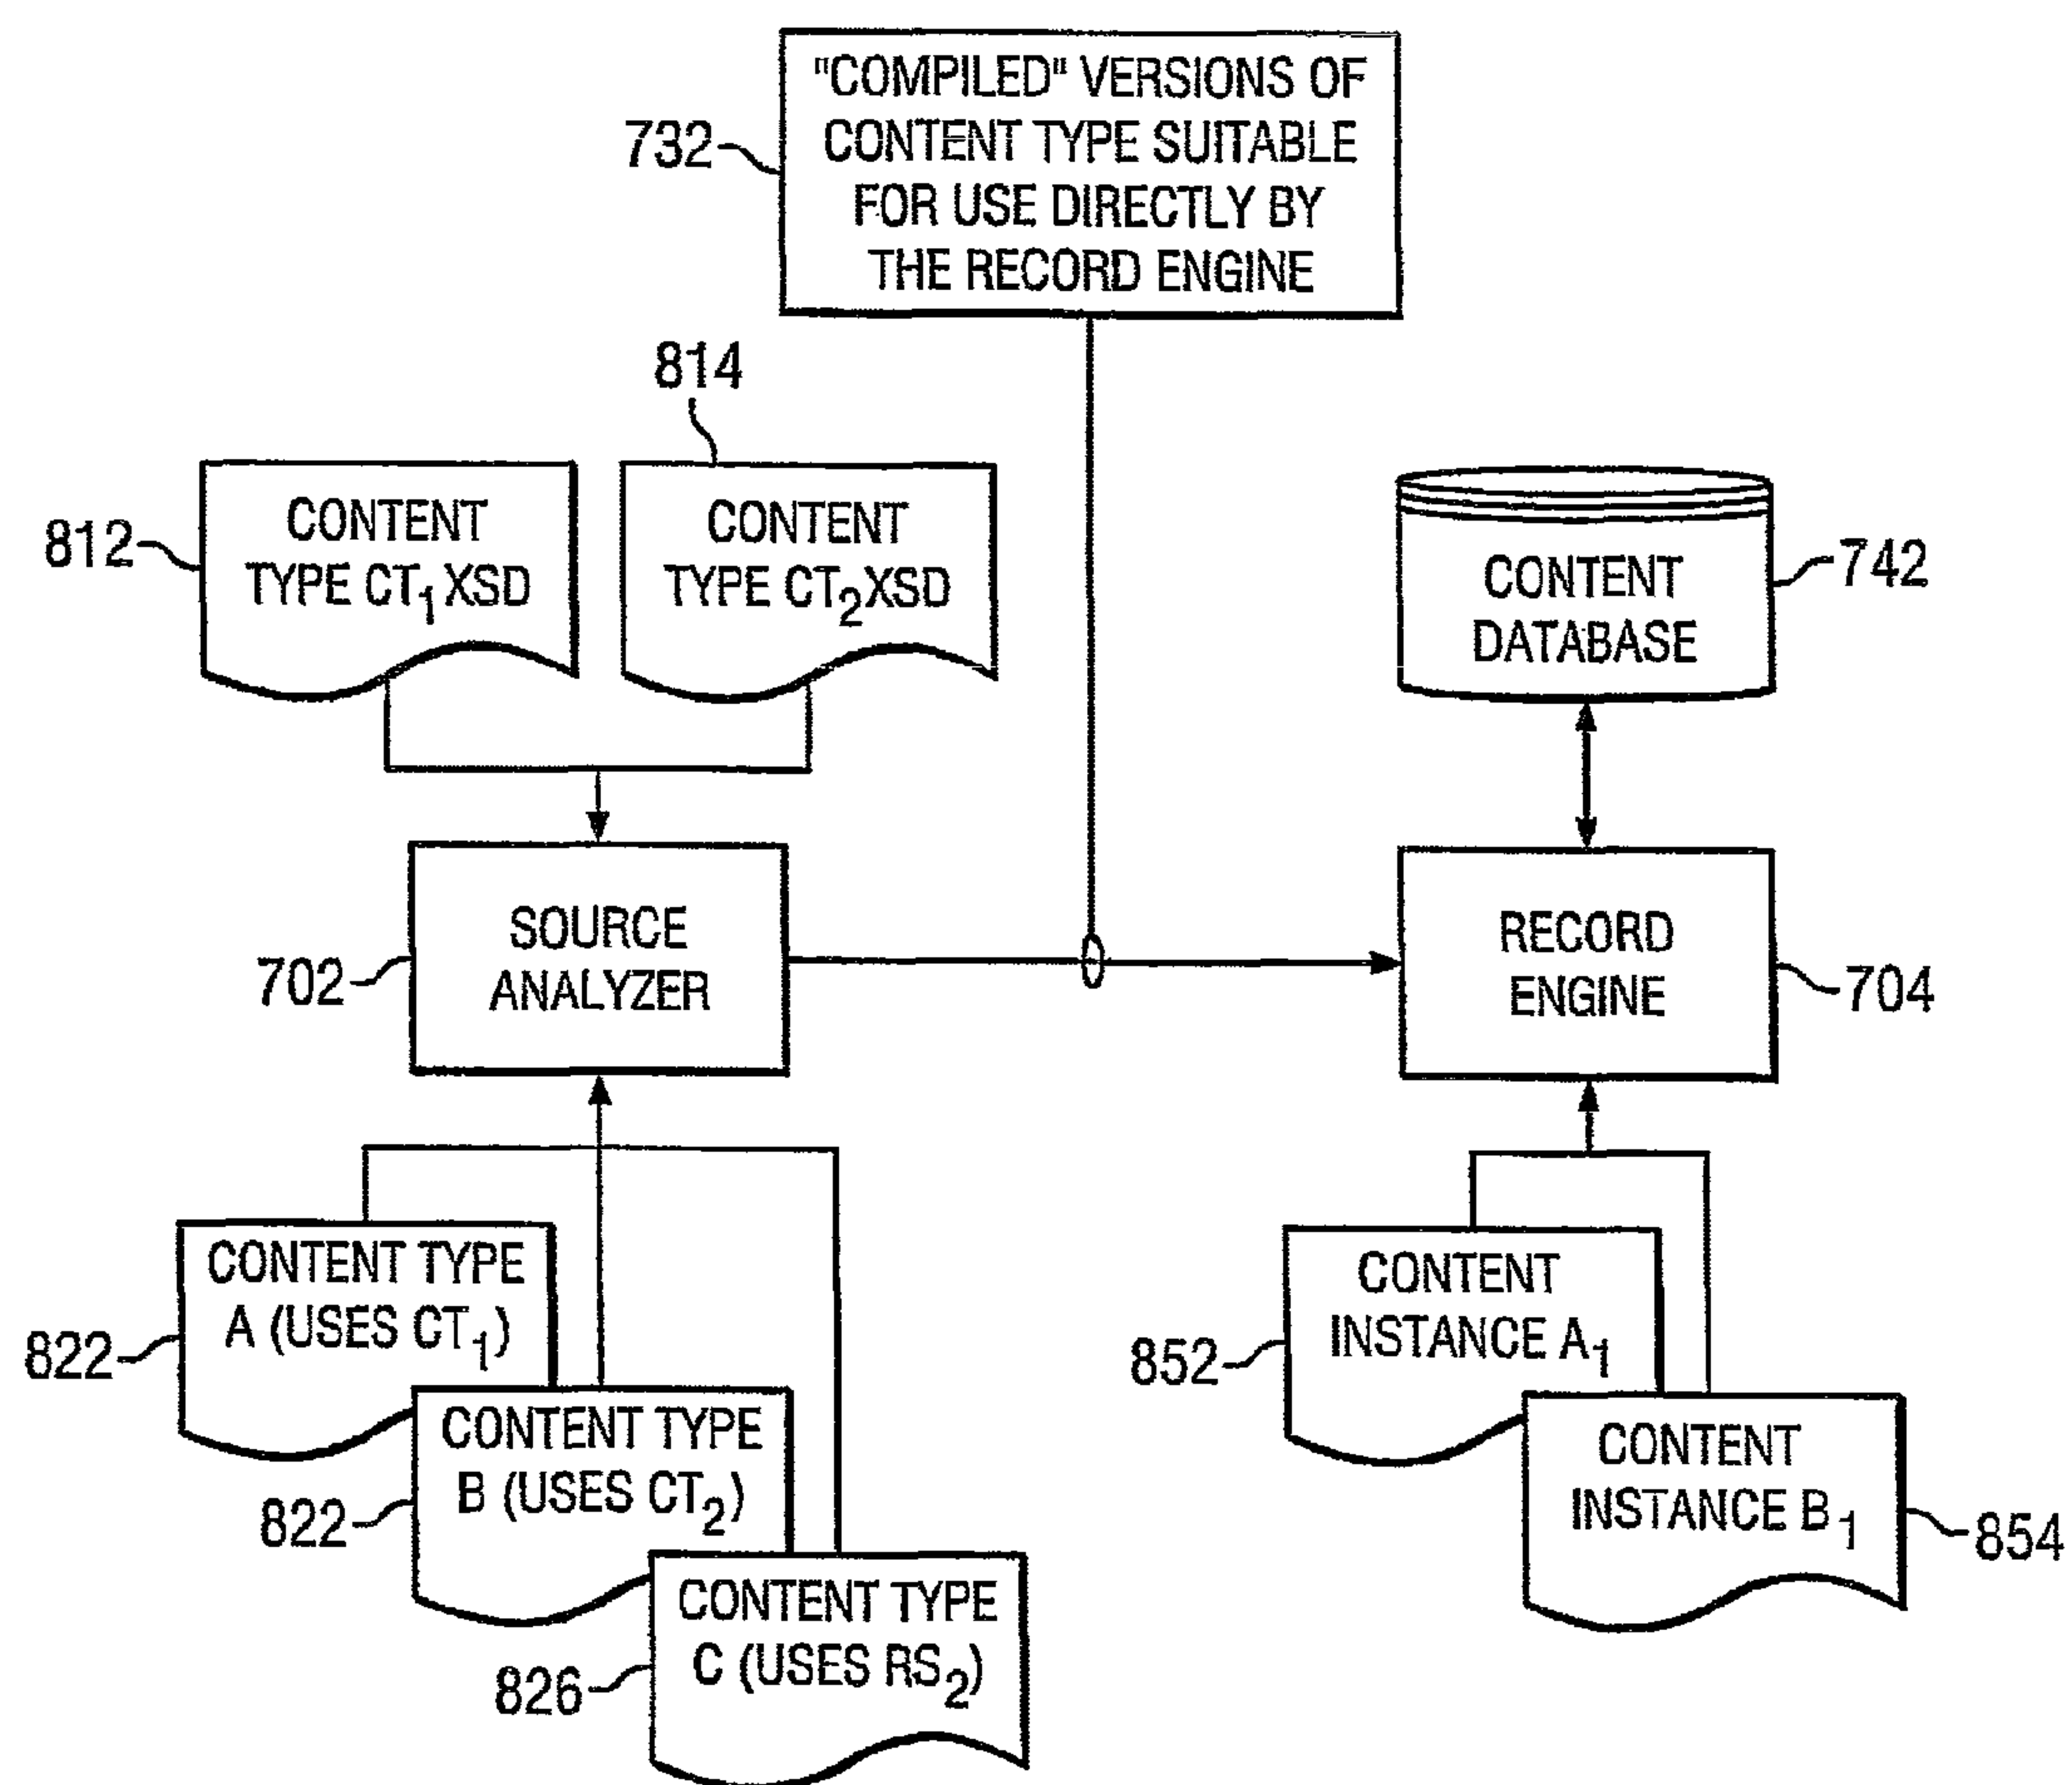 "COMPILED" VERSIONS OF
CONTENT TYPE SUITABLE
FOR USE DIRECTLY BY
THE RECORD ENGINE
732
814
812
CONTENT
TYPE CT1 XSD
CONTENT
TYPE CT2 XSD
CONTENT
DATABASE
742
SOURCE
ANALYZER
702
RECORD
ENGINE
704
CONTENT TYPE
A (USES CT1)
822
CONTENT TYPE
B (USES CT2)
822
CONTENT TYPE
C (USES RS2)
826
CONTENT
INSTANCE A1
852
CONTENT
INSTANCE B1
854